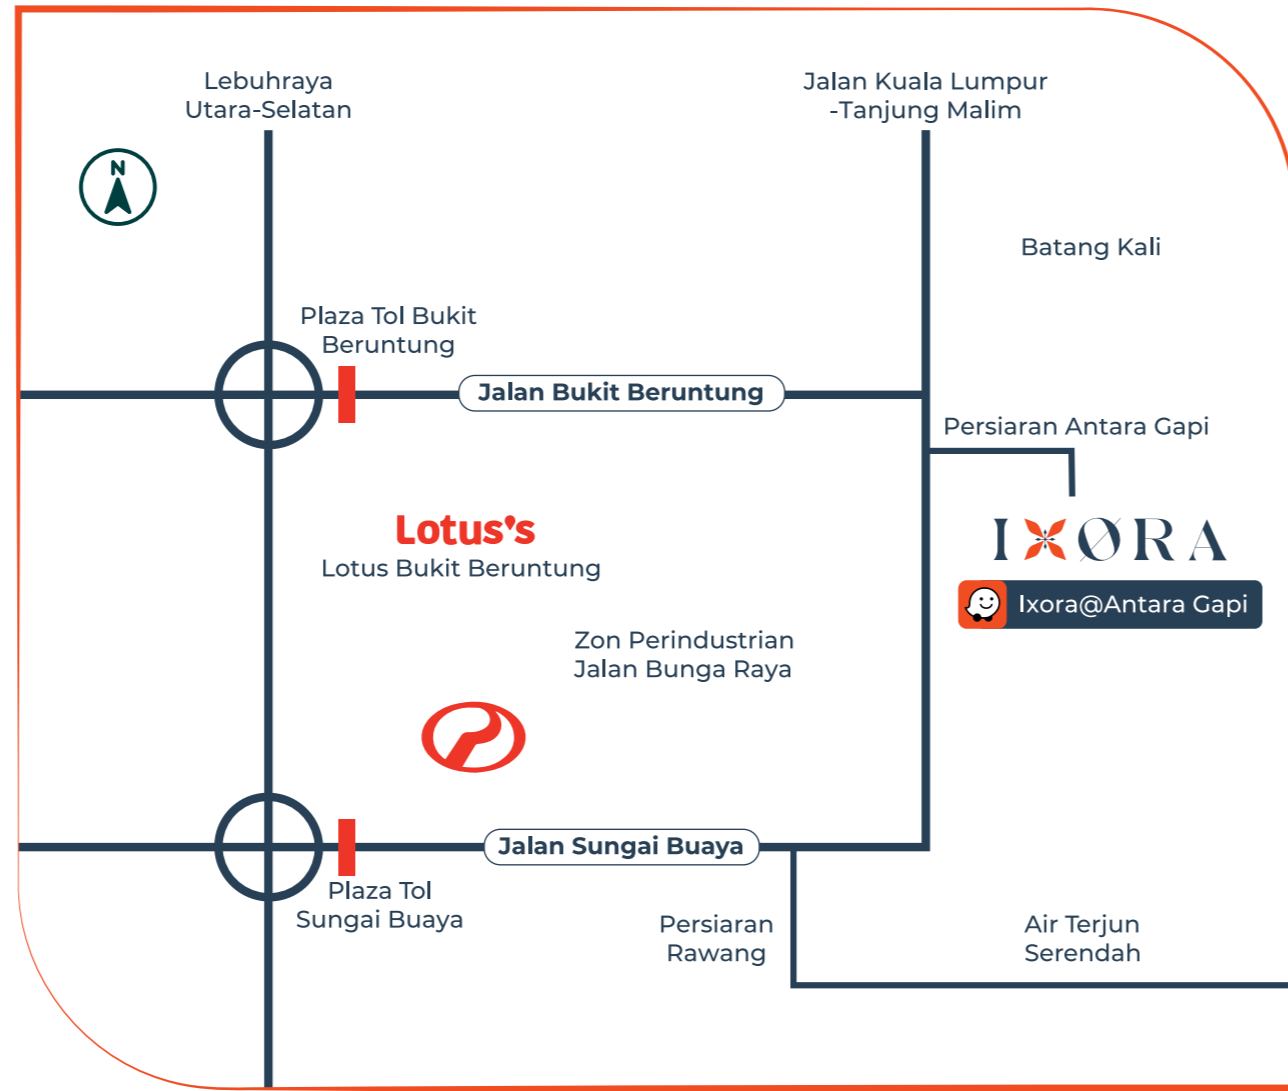 Lebuhraya
Utara-Selatan
Jalan Kuala Lumpur
-Tanjung Malim
N
Batang Kali
Plaza Tol Bukit
Beruntung
Jalan Bukit Beruntung
Persiaran Antara Gapi
Lotus's
Lotus Bukit Beruntung
IXØRA
Ixora@Antara Gapi
Zon Perindustrian
Jalan Bunga Raya
Jalan Sungai Buaya
Plaza Tol
Sungai Buaya
Persiaran
Rawang
Air Terjun
Serendah